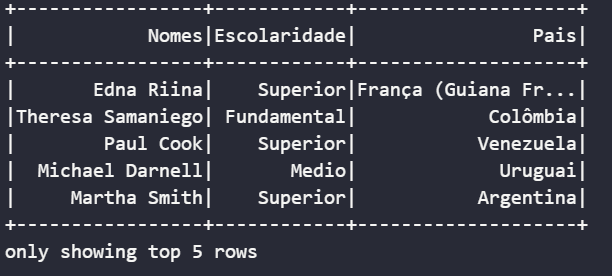 +-----------------+------------+--------------------+
|            Nomes|Escolaridade|                Pais|
+-----------------+------------+--------------------+
|       Edna Riina|    Superior|França (Guiana Fr...|
|Theresa Samaniego| Fundamental|            Colômbia|
|        Paul Cook|    Superior|           Venezuela|
|  Michael Darnell|       Medio|             Uruguai|
|     Martha Smith|    Superior|           Argentina|
+-----------------+------------+--------------------+
only showing top 5 rows